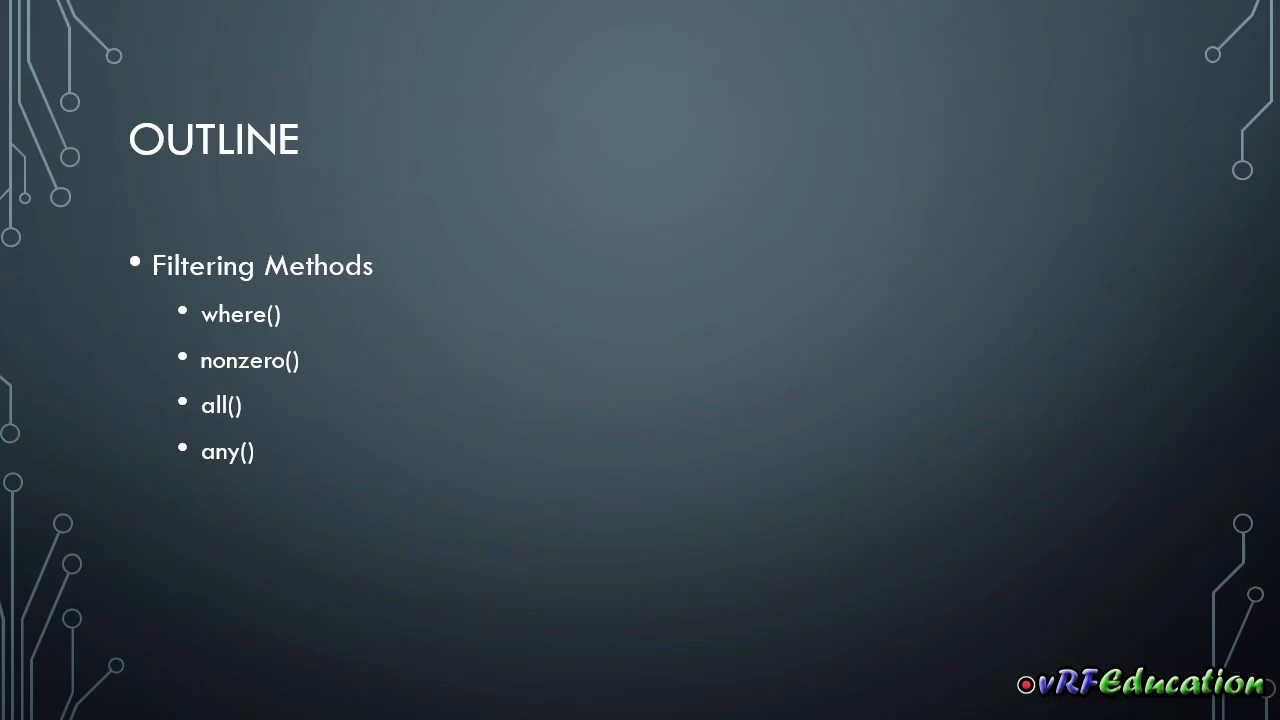 OUTLINE
• Filtering Methods
• where()
• nonzero()
• all()
• any()
vRFEducation